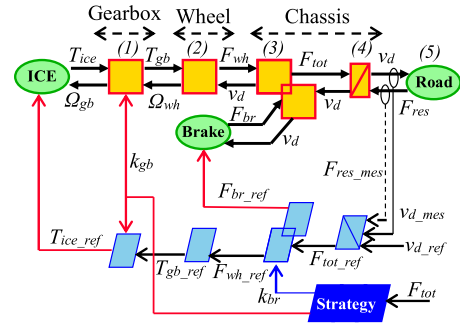 Gearbox Wheel Chassis
(1) (2) (3) (4) (5)
T_ice T_gb F_wh F_tot v_d
ICE Road
Ω_gb Ω_wh v_d v_d F_res
F_br
Brake
v_d
k_gb
F_res_mes
F_br_ref
v_d_mes
T_ice_ref
v_d_ref
T_gb_ref F_wh_ref F_tot_ref
k_br
F_tot
Strategy